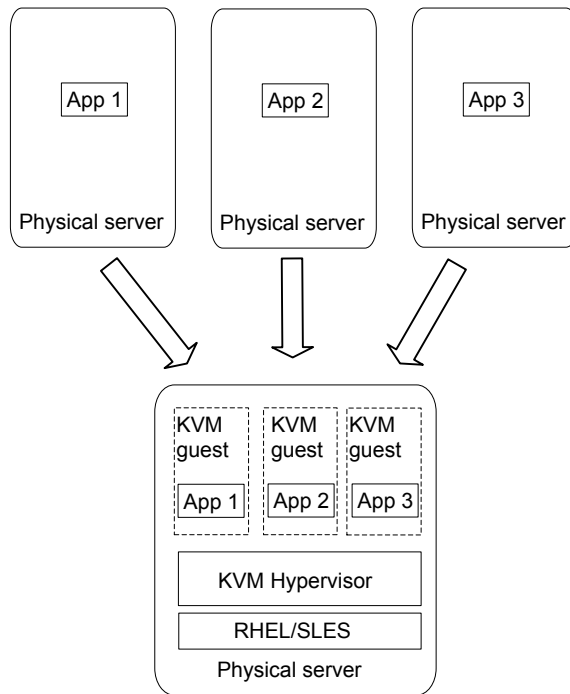 App 1
App 2
App 3
Physical server
Physical server
Physical server
KVM
guest
KVM
guest
KVM
guest
App 1
App 2
App 3
KVM Hypervisor
RHEL/SLES
Physical server